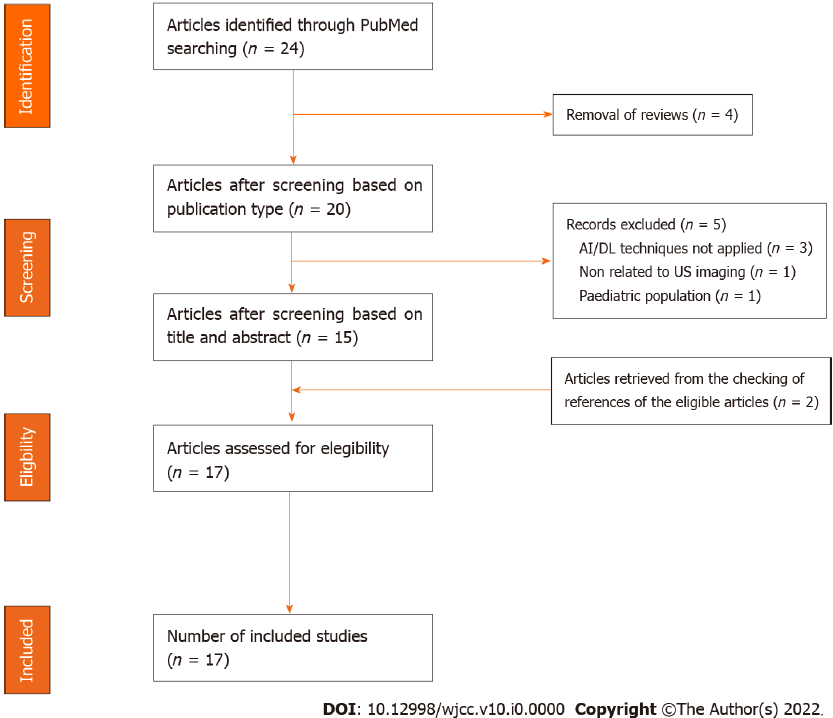 Identification
Articles identified through PubMed
searching (n = 24)
Removal of reviews (n = 4)
Articles after screening based on
publication type (n = 20)
Screening
Records excluded (n = 5)
AI/DL techniques not applied (n = 3)
Non related to US imaging (n = 1)
Paediatric population (n = 1)
Articles after screening based on
title and abstract (n = 15)
Articles retrieved from the checking of
references of the eligible articles (n = 2)
Eligbility
Articles assessed for elegibility
(n = 17)
Included
Number of included studies
(n = 17)
DOI: 10.12998/wjcc.v10.i0.0000 Copyright ©The Author(s) 2022.